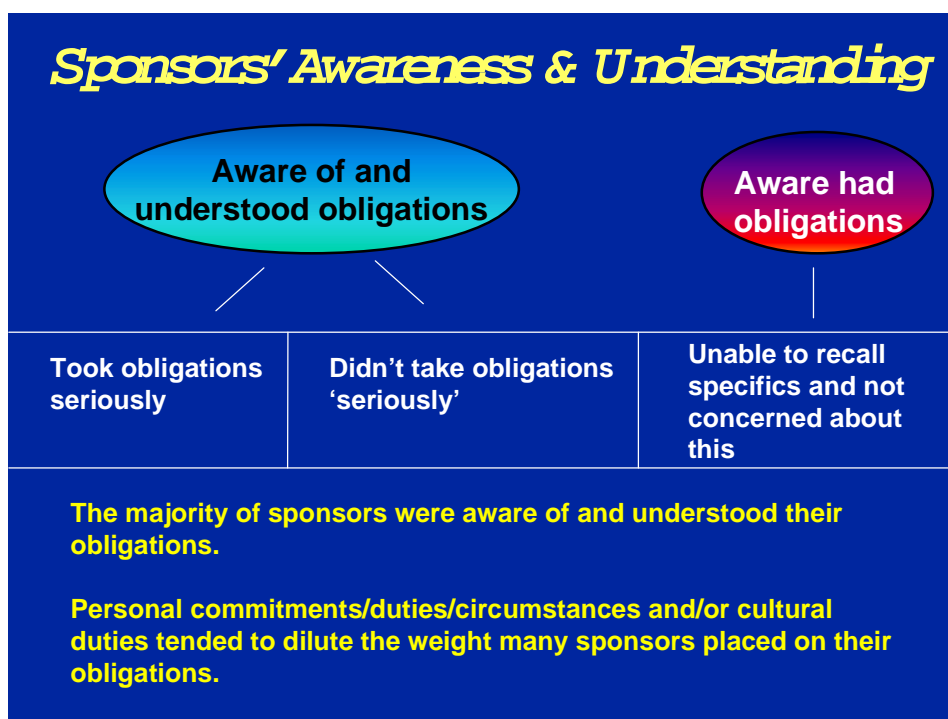 Sponsors' Awareness & Understanding
Aware of and
understood obligations
Aware had
obligations
Took obligations
seriously
Didn't take obligations
‘seriously’
Unable to recall
specifics and not
concerned about
this
The majority of sponsors were aware of and understood their
obligations.
Personal commitments/duties/circumstances and/or cultural
duties tended to dilute the weight many sponsors placed on their
obligations.